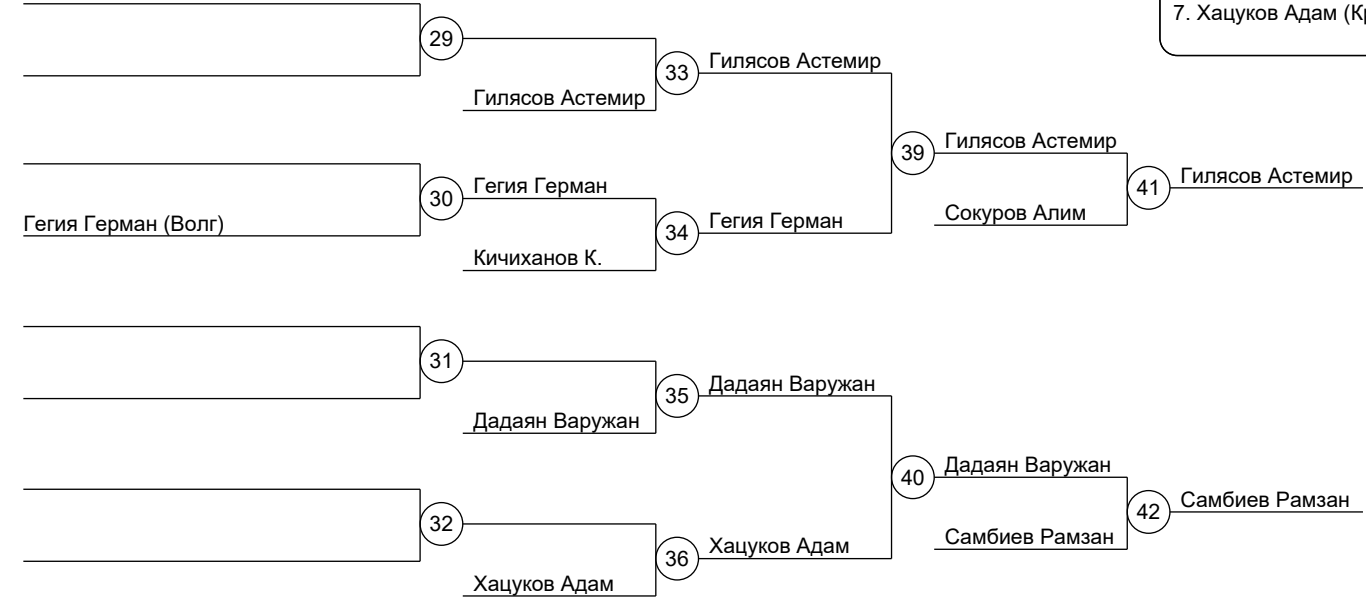 7. Хацуков Адам (Кр
29
Гилясов Астемир
33
Гилясов Астемир
Гегия Герман (Волг)
30
Гегия Герман
Кичиханов К.
34
Гегия Герман
39
Гилясов Астемир
Сокуров Алим
41
Гилясов Астемир
31
Дадаян Варужан
35
Дадаян Варужан
32
Хацуков Адам
36
Хацуков Адам
40
Дадаян Варужан
Самбиев Рамзан
42
Самбиев Рамзан